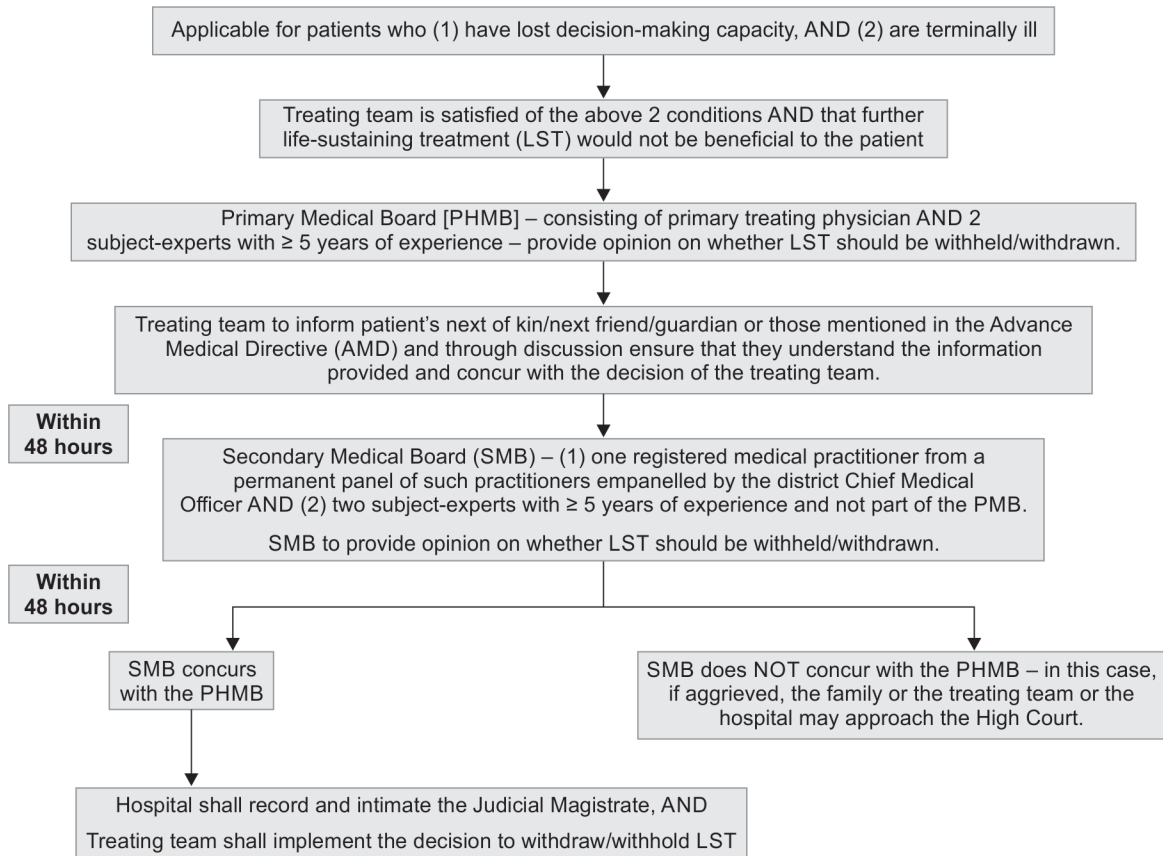 Applicable for patients who (1) have lost decision-making capacity, AND (2) are terminally ill
Treating team is satisfied of the above 2 conditions AND that further
life-sustaining treatment (LST) would not be beneficial to the patient
Primary Medical Board [PHMB] – consisting of primary treating physician AND 2
subject-experts with ≥ 5 years of experience – provide opinion on whether LST should be withheld/withdrawn.
Treating team to inform patient's next of kin/next friend/guardian or those mentioned in the Advance
Medical Directive (AMD) and through discussion ensure that they understand the information
provided and concur with the decision of the treating team.
Within
48 hours
Secondary Medical Board (SMB) – (1) one registered medical practitioner from a
permanent panel of such practitioners empanelled by the district Chief Medical
Officer AND (2) two subject-experts with ≥ 5 years of experience and not part of the PMB.
SMB to provide opinion on whether LST should be withheld/withdrawn.
Within
48 hours
SMB concurs
with the PHMB
SMB does NOT concur with the PHMB – in this case,
if aggrieved, the family or the treating team or the
hospital may approach the High Court.
Hospital shall record and intimate the Judicial Magistrate, AND
Treating team shall implement the decision to withdraw/withhold LST